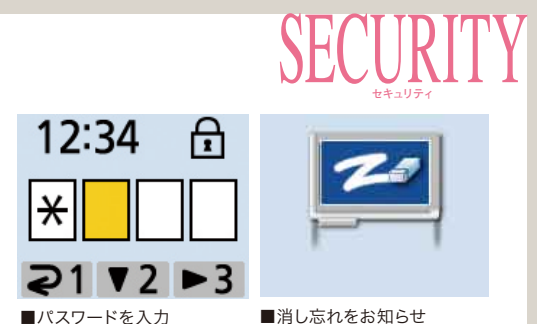 SECURITY
セキュリティ
12:34
*
1 ▼2 ►3
■パスワードを入力
■消し忘れをお知らせ